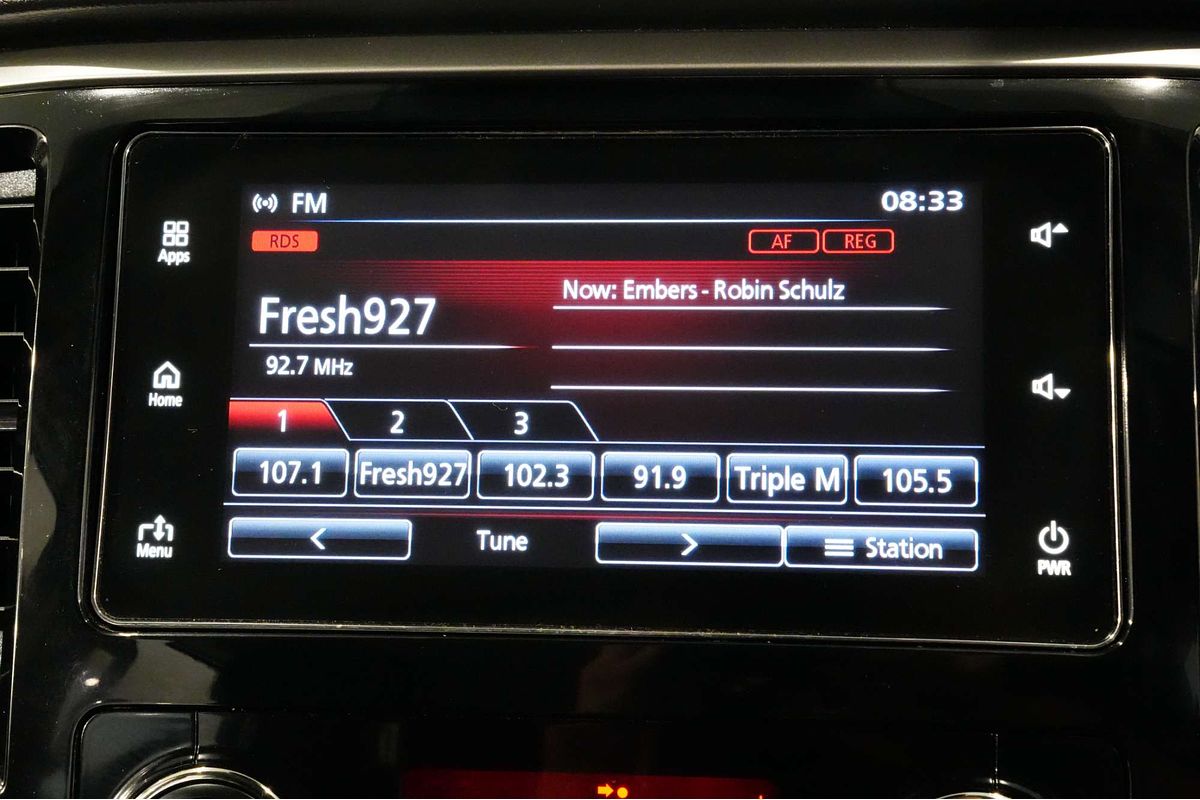 FM 08:33
RDS AF REG
Apps
Now: Embers - Robin Schulz
Fresh927
92.7 MHz
Home
1 2 3
107.1 Fresh927 102.3 91.9 Triple M 105.5
< Tune > Station
Menu
PWR